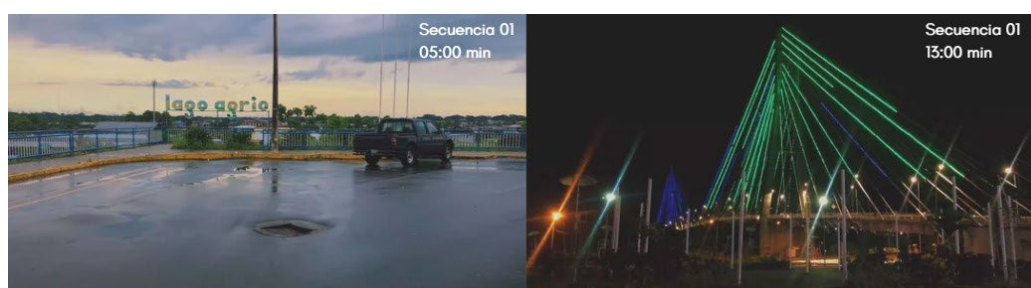 Secuencia 01
05:00 min
lago agrio
Secuencia 01
13:00 min